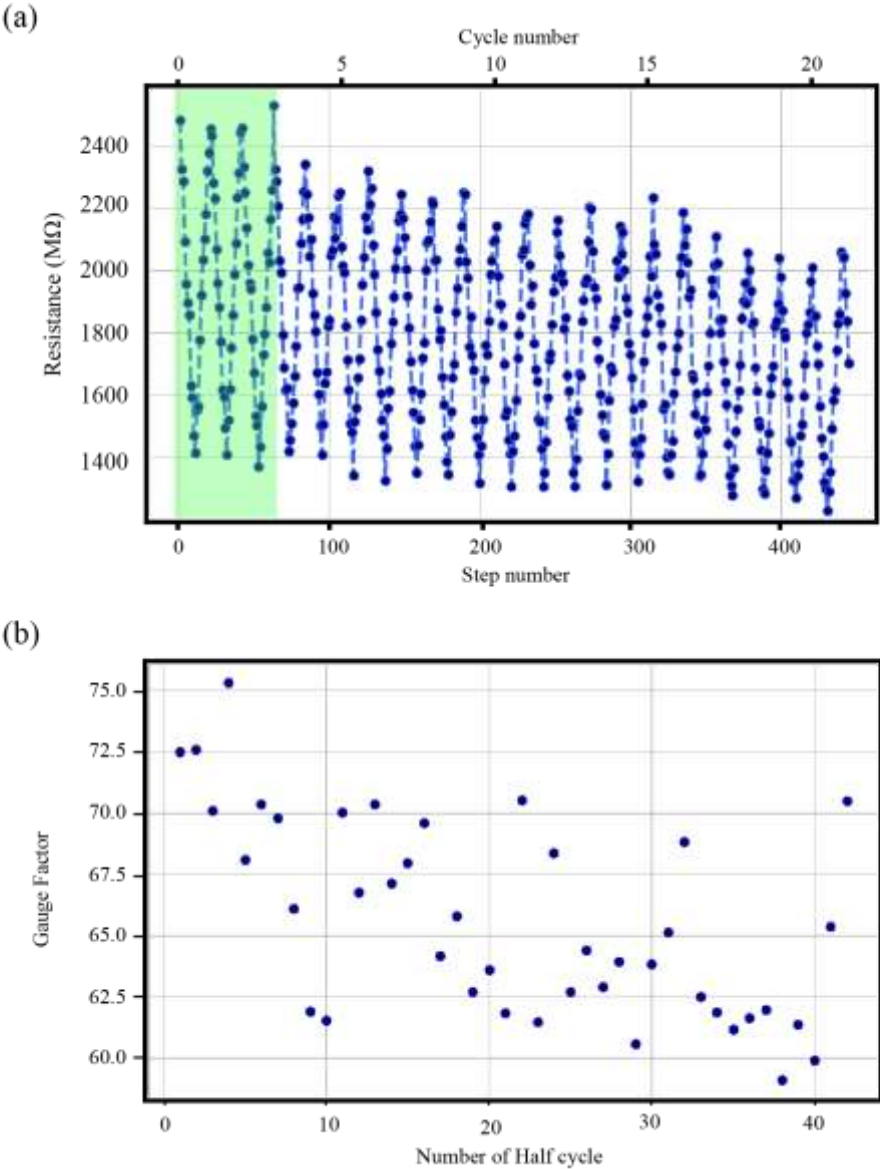 (a)
Cycle number
0 5 10 15 20
2400
2200
2000
1800
1600
1400
Resistance (MΩ)
0 100 200 300 400
Step number
(b)
75.0
72.5
70.0
67.5
65.0
62.5
60.0
Gauge Factor
0 10 20 30 40
Number of Half cycle